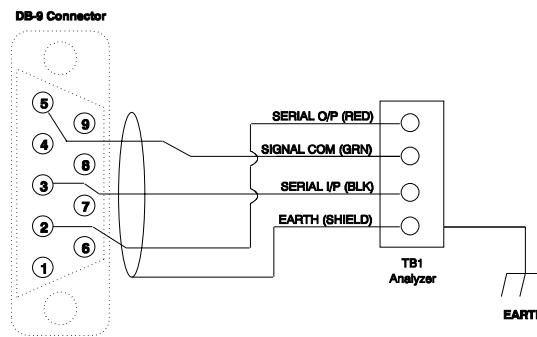 DB-9 Connector
5
9
4
8
3
7
2
6
1
SERIAL O/P (RED)
SIGNAL COM (GRN)
SERIAL I/P (BLK)
EARTH (SHIELD)
TB1
Analyzer
EARTH